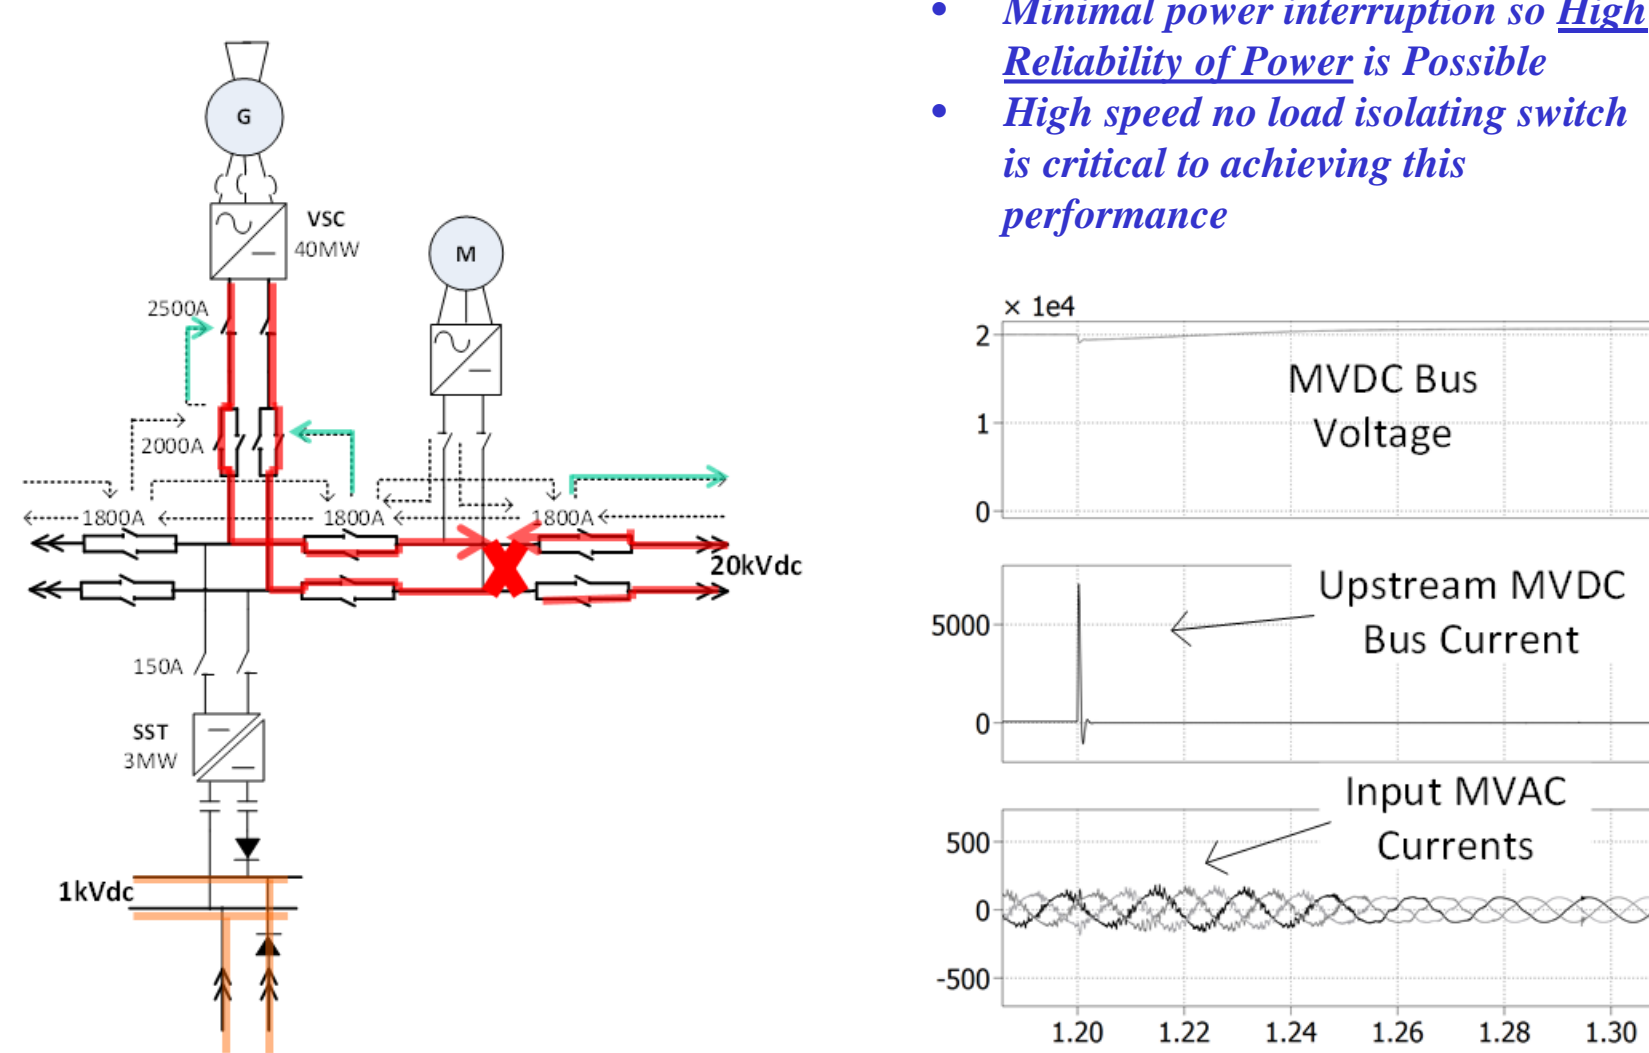 • Minimal power interruption so High
Reliability of Power is Possible
• High speed no load isolating switch
is critical to achieving this
performance
G
VSC
40MW
M
2500A
2000A
1800A
1800A
1800A
20kVdc
150A
SST
3MW
1kVdc
× 1e4
2
1
0
MVDC Bus
Voltage
5000
0
Upstream MVDC
Bus Current
500
0
-500
Input MVAC
Currents
1.20 1.22 1.24 1.26 1.28 1.30